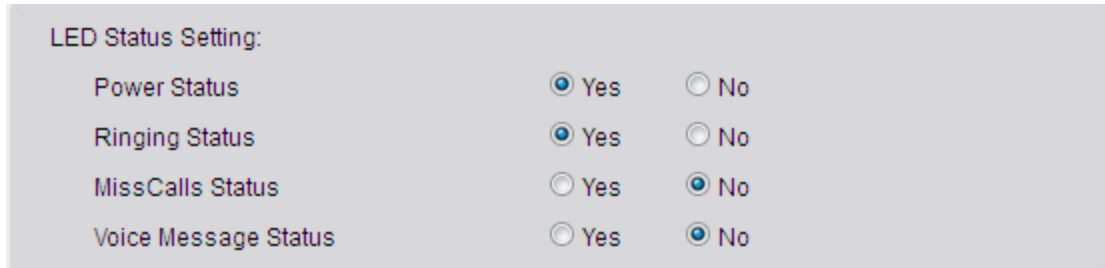 LED Status Setting:
Power Status Yes No
Ringing Status Yes No
MissCalls Status Yes No
Voice Message Status Yes No